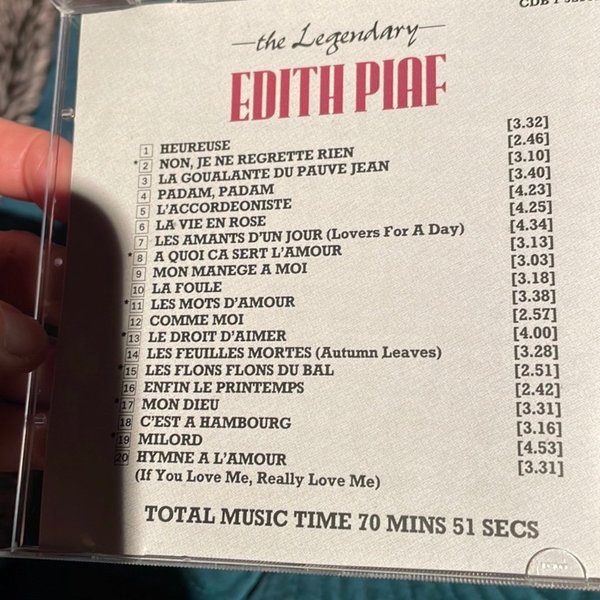 CDB
the Legendary
EDITH PIAF
1 HEUREUSE [3.32]
*2 NON, JE NE REGRETTE RIEN [2.46]
3 LA GOUALANTE DU PAUVE JEAN [3.10]
4 PADAM, PADAM [3.40]
5 L'ACCORDEONISTE [4.23]
6 LA VIE EN ROSE [4.25]
7 LES AMANTS D'UN JOUR (Lovers For A Day) [4.34]
*8 A QUOI CA SERT L'AMOUR [3.13]
9 MON MANEGE A MOI [3.03]
10 LA FOULE [3.18]
*11 LES MOTS D'AMOUR [3.38]
12 COMME MOI [2.57]
*13 LE DROIT D'AIMER [4.00]
14 LES FEUILLES MORTES (Autumn Leaves) [3.28]
*15 LES FLONS FLONS DU BAL [2.51]
16 ENFIN LE PRINTEMPS [2.42]
*17 MON DIEU [3.31]
18 C'EST A HAMBOURG [3.16]
*19 MILORD [4.53]
20 HYMNE A L'AMOUR [3.31]
(If You Love Me, Really Love Me)
TOTAL MUSIC TIME 70 MINS 51 SECS